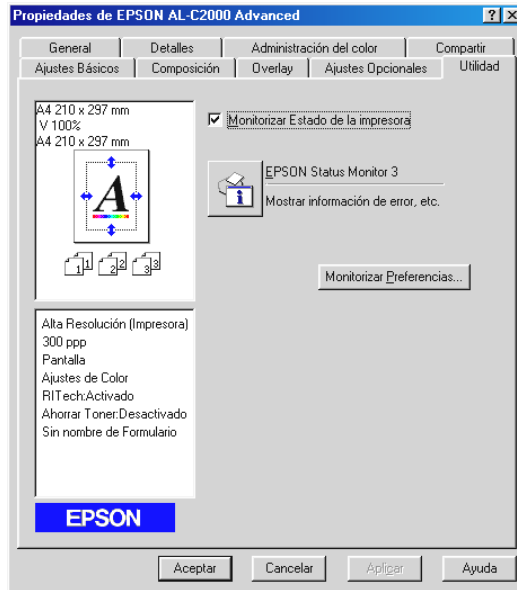 Propiedades de EPSON AL-C2000 Advanced
General Detalles Administración del color Compartir
Ajustes Básicos Composición Overlay Ajustes Opcionales Utilidad
A4 210 x 297 mm
V 100%
A4 210 x 297 mm
A
1 1 2 2 3 3
Monitorizar Estado de la impresora
EPSON Status Monitor 3
Mostrar información de error, etc.
Monitorizar Preferencias...
Alta Resolución (Impresora)
300 ppp
Pantalla
Ajustes de Color
RITech:Activado
Ahorrar Toner:Desactivado
Sin nombre de Formulario
EPSON
Aceptar Cancelar Aplicar Ayuda